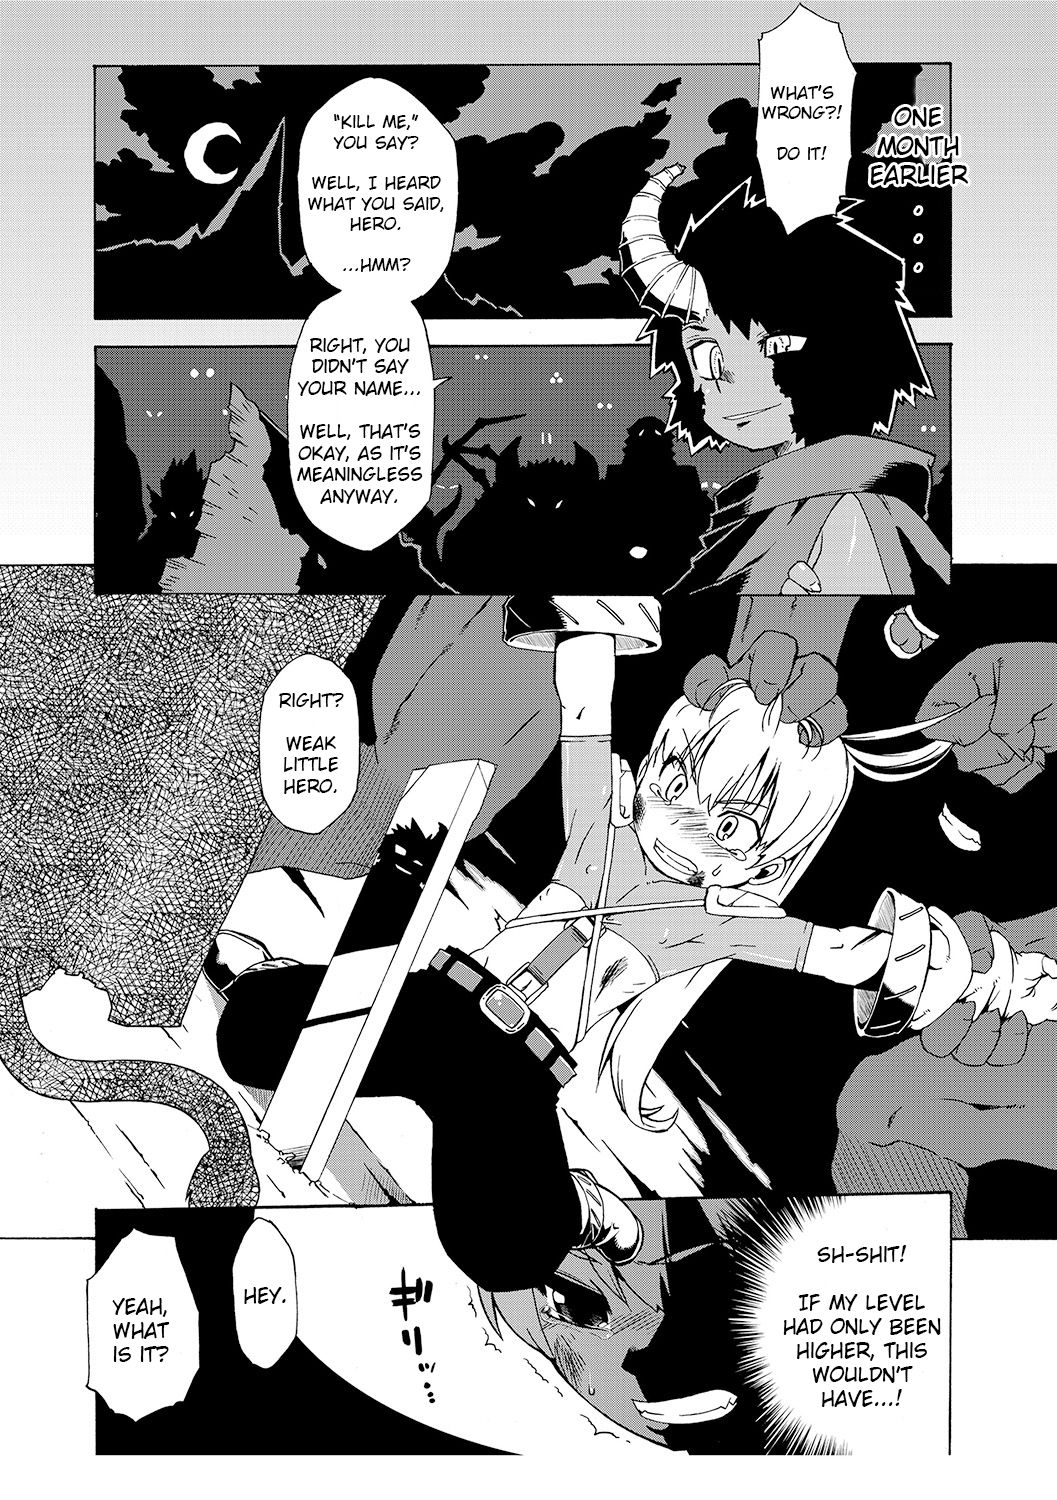 ONE
MONTH
EARLIER
WHAT'S
WRONG?!
DO IT!
"KILL ME,"
YOU SAY?
WELL, I HEARD
WHAT YOU SAID,
HERO.
...HMM?
RIGHT, YOU
DIDN'T SAY
YOUR NAME...
WELL, THAT'S
OKAY, AS IT'S
MEANINGLESS
ANYWAY.
RIGHT?
WEAK
LITTLE
HERO.
SH-SHIT!
IF MY LEVEL
HAD ONLY BEEN
HIGHER, THIS
WOULDN'T
HAVE...!
ギリッ…
HEY.
YEAH,
WHAT
IS IT?